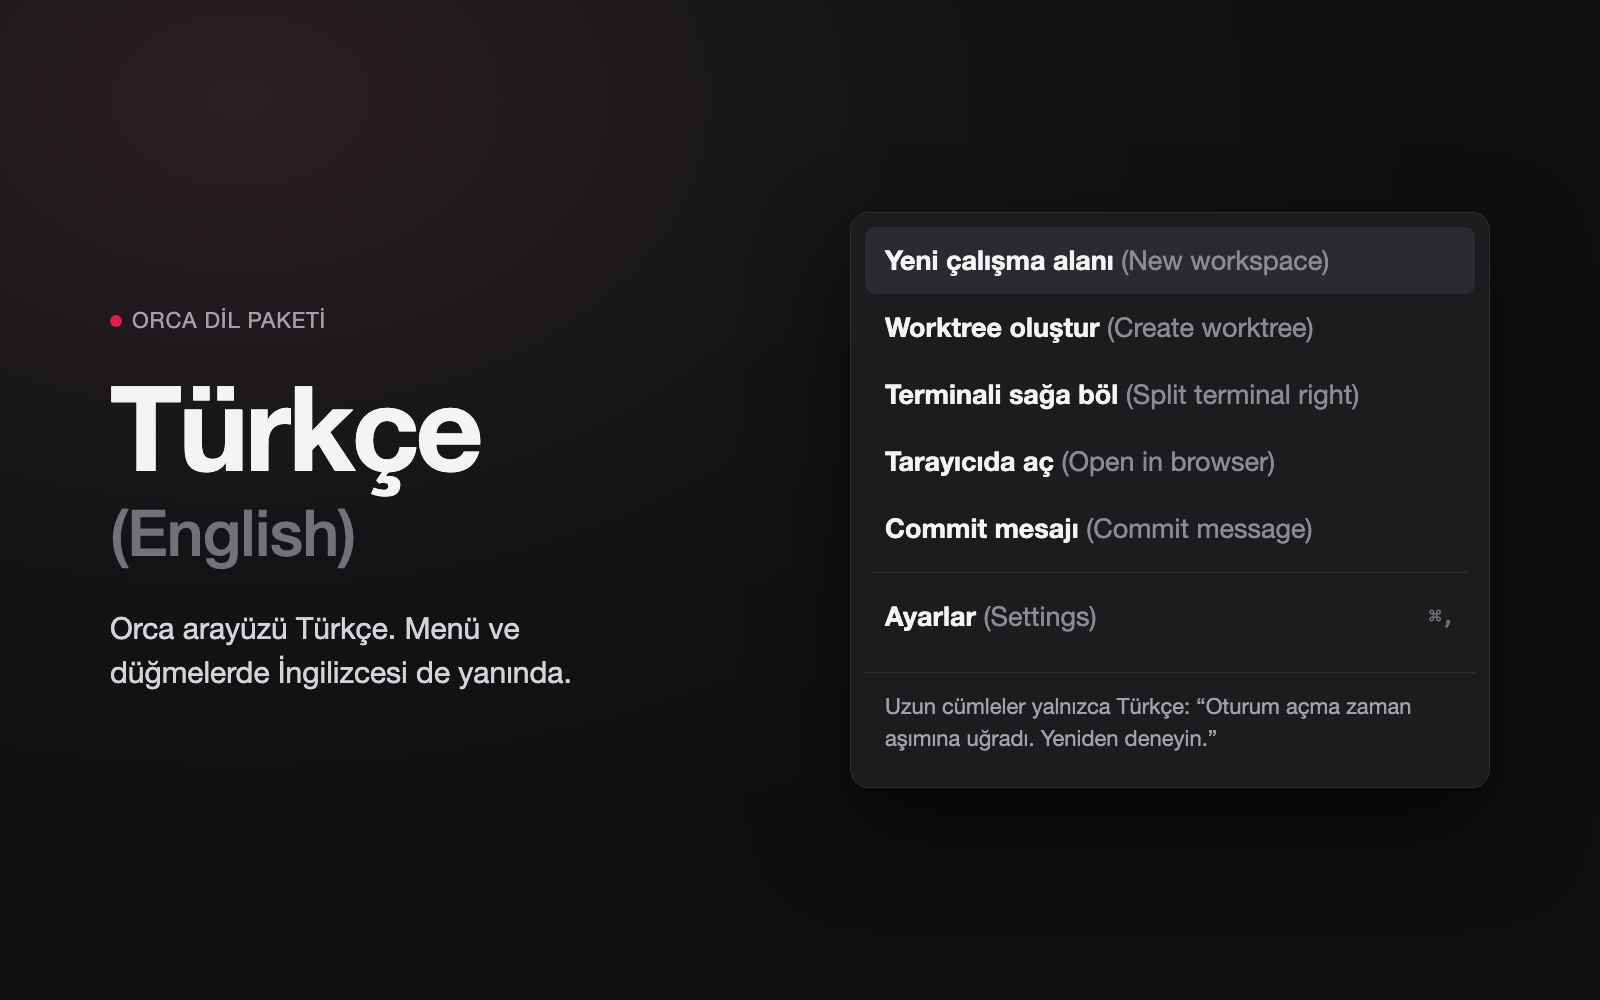 ORCA DİL PAKETİ
Türkçe
(English)
Orca arayüzü Türkçe. Menü ve
düğmelerde İngilizcesi de yanında.
Yeni çalışma alanı (New workspace)
Worktree oluştur (Create worktree)
Terminali sağa böl (Split terminal right)
Tarayıcıda aç (Open in browser)
Commit mesajı (Commit message)
Ayarlar (Settings) ⌘,
Uzun cümleler yalnızca Türkçe: “Oturum açma zaman
aşımına uğradı. Yeniden deneyin.”